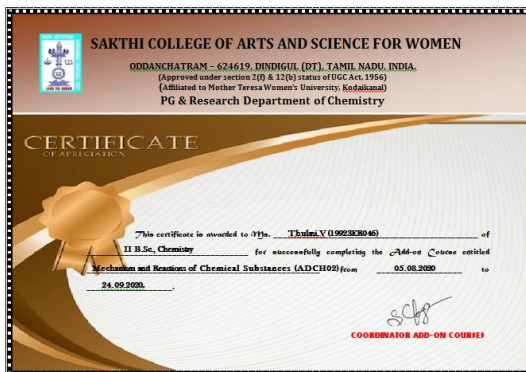 SAKTHI COLLEGE OF ARTS AND SCIENCE FOR WOMEN
ODDANCHATRAM – 624619, DINDIGUL (DT), TAMIL NADU, INDIA.
(Approved under section 2(f) & 12(b) status of UGC Act, 1956)
(Affiliated to Mother Teresa Women's University, Kodaikanal)
PG & Research Department of Chemistry
CERTIFICATE
OF APRECIATION
This certificate is awarded to Ms. Thulasi.V of
II B.Sc., Chemistry for successfully completing the Add-on Course entitled
Mechanism and Reactions of Chemical Substances (ADCH02) from 05.08.2020 to
24.09.2020.
COORDINATOR ADD-ON COURSES